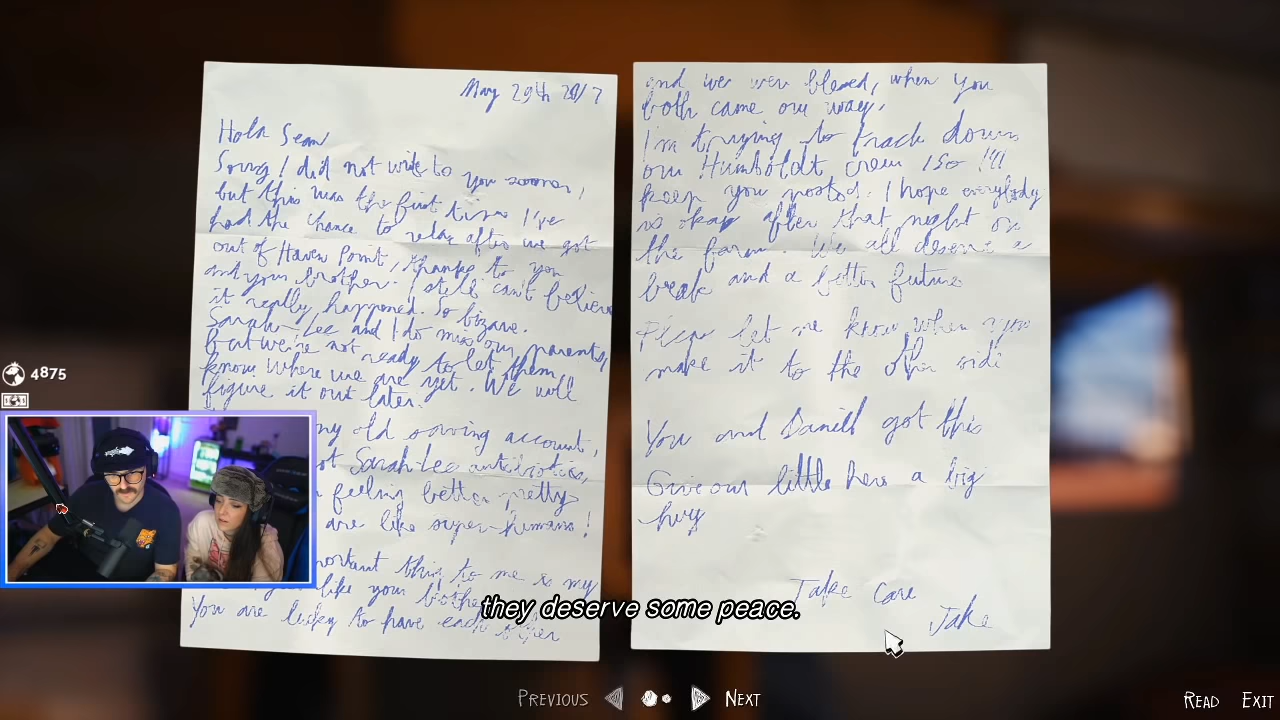 May 29th 2017
Hola Sean
Sorry I did not write to you sooner,
but this was the first time I've
had the chance to relax after we got
out of Haven Point, thanks to you
and your brother. I still can't believe
it really happened. So bizarre.
Sarah-Lee and I do miss our parents,
but we're not ready to let them
know where we are yet. We will
figure it out later.
my old saving account,
ot Sarah-Lee antibiotics,
feeling better pretty
are like super-humans!
portant thing to me is my
like your brothe
You are lucky to have each other
and we were blessed, when you
both came our way.
I'm trying to track down
our Humboldt crew so I'll
keep you posted. I hope everybody
is okay after that night on
the farm. We all deserve a
break and a better future
Please let me know when you
make it to the other side
You and Daniel got this
Give our little hero a big
hug
Take Care
Jake
4875
they deserve some peace.
PREVIOUS
NEXT
READ
EXIT